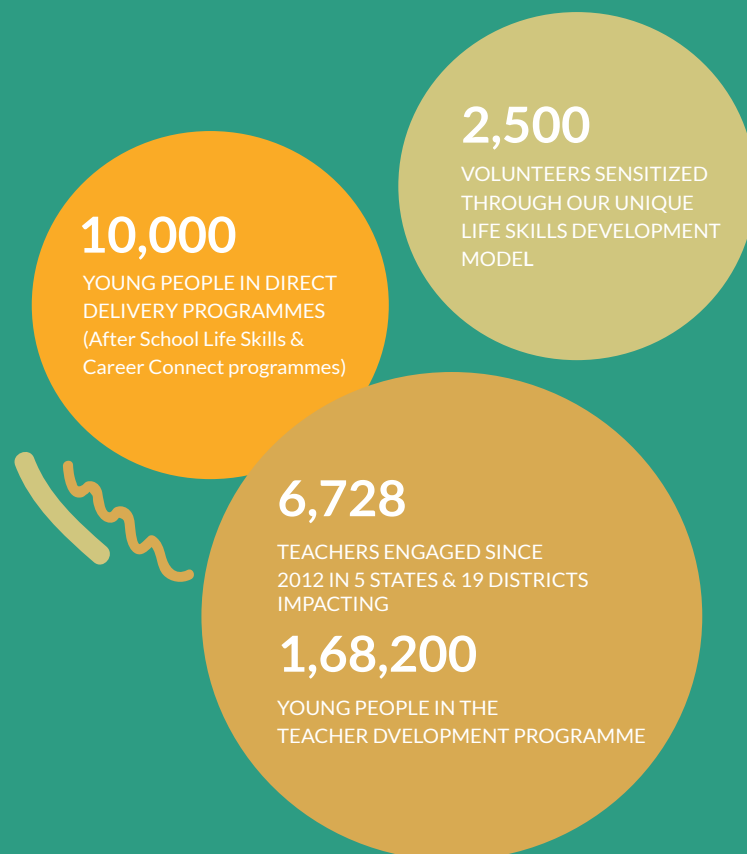 2,500
VOLUNTEERS SENSITIZED
THROUGH OUR UNIQUE
LIFE SKILLS DEVELOPMENT
MODEL
10,000
YOUNG PEOPLE IN DIRECT
DELIVERY PROGRAMMES
(After School Life Skills &
Career Connect programmes)
6,728
TEACHERS ENGAGED SINCE
2012 IN 5 STATES & 19 DISTRICTS
IMPACTING
1,68,200
YOUNG PEOPLE IN THE
TEACHER DVELOPMENT PROGRAMME